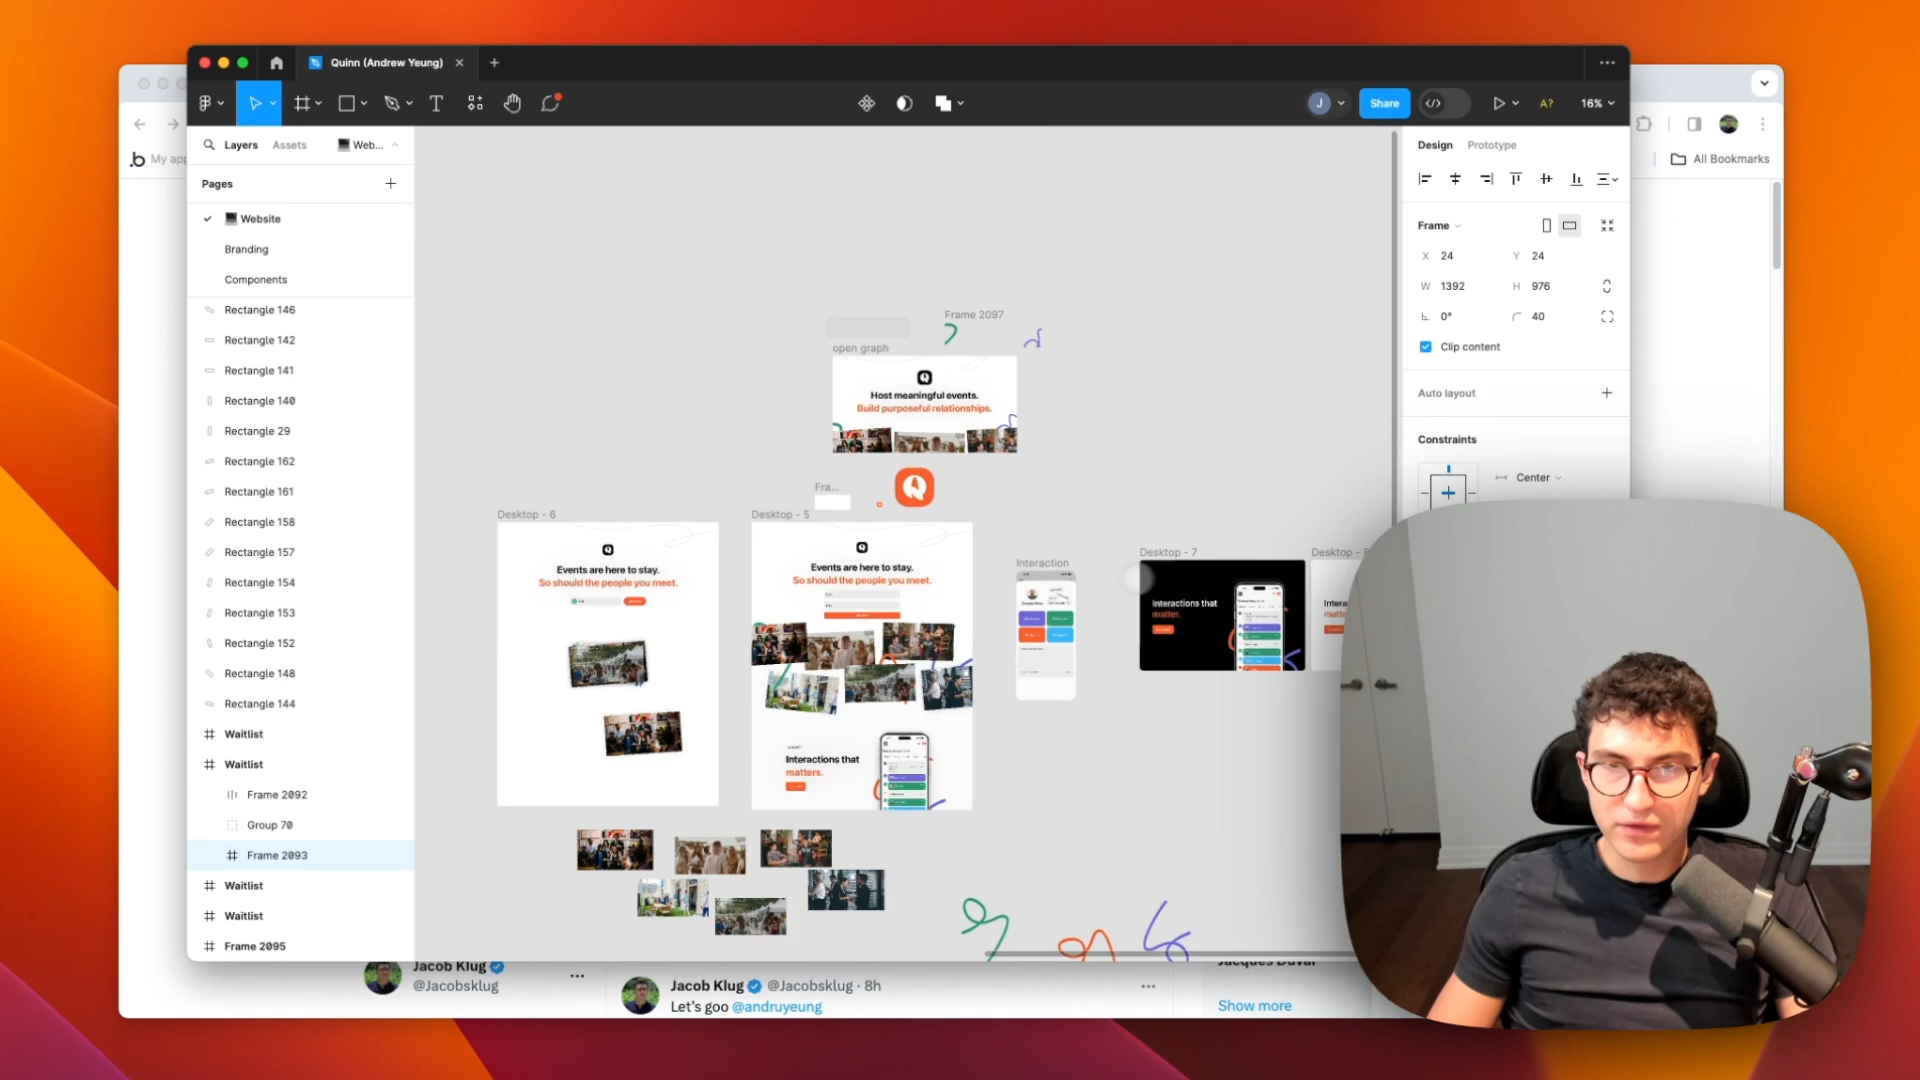 Quinn (Andrew Yeung)
J
Share
A?
16%
My app
All Bookmarks
Layers
Assets
Web...
Pages
Website
Branding
Components
Rectangle 146
Rectangle 142
Rectangle 141
Rectangle 140
Rectangle 29
Rectangle 162
Rectangle 161
Rectangle 158
Rectangle 157
Rectangle 154
Rectangle 153
Rectangle 152
Rectangle 148
Rectangle 144
Waitlist
Waitlist
Frame 2092
Group 70
Frame 2093
Waitlist
Waitlist
Frame 2095
Frame 2097
open graph
Host meaningful events.
Build purposeful relationships.
Fra...
Desktop - 6
Events are here to stay.
So should the people you meet.
Desktop - 5
Events are here to stay.
So should the people you meet.
Interactions that
matters.
Interaction
Desktop - 7
Interactions that
matter.
Desktop -
Design
Prototype
Frame
X 24
Y 24
W 1392
H 976
0°
40
Clip content
Auto layout
Constraints
Center
Jacob Klug
@Jacobsklug
Jacob Klug @Jacobsklug · 8h
Let's goo @andruyeung
Show more